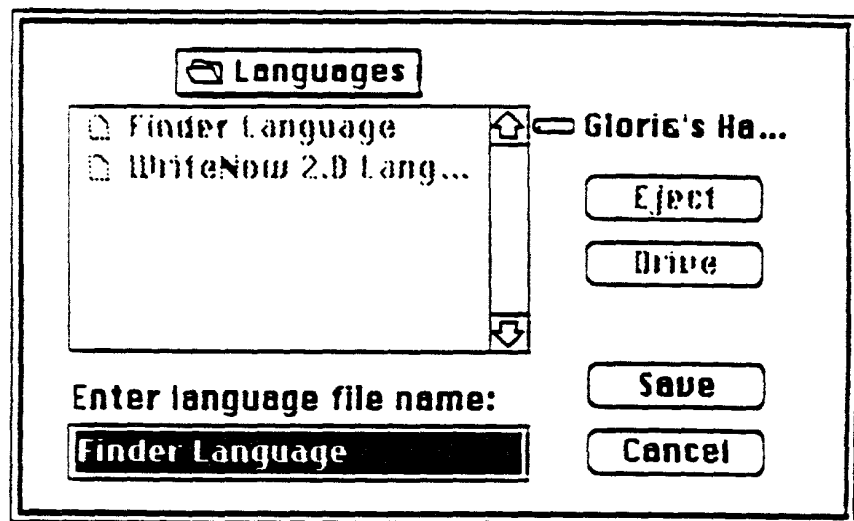 Languages
Finder Language
WriteNow 2.0 Lang...
Gloria's Ha...
Eject
Drive
Save
Enter language file name:
Finder Language
Cancel